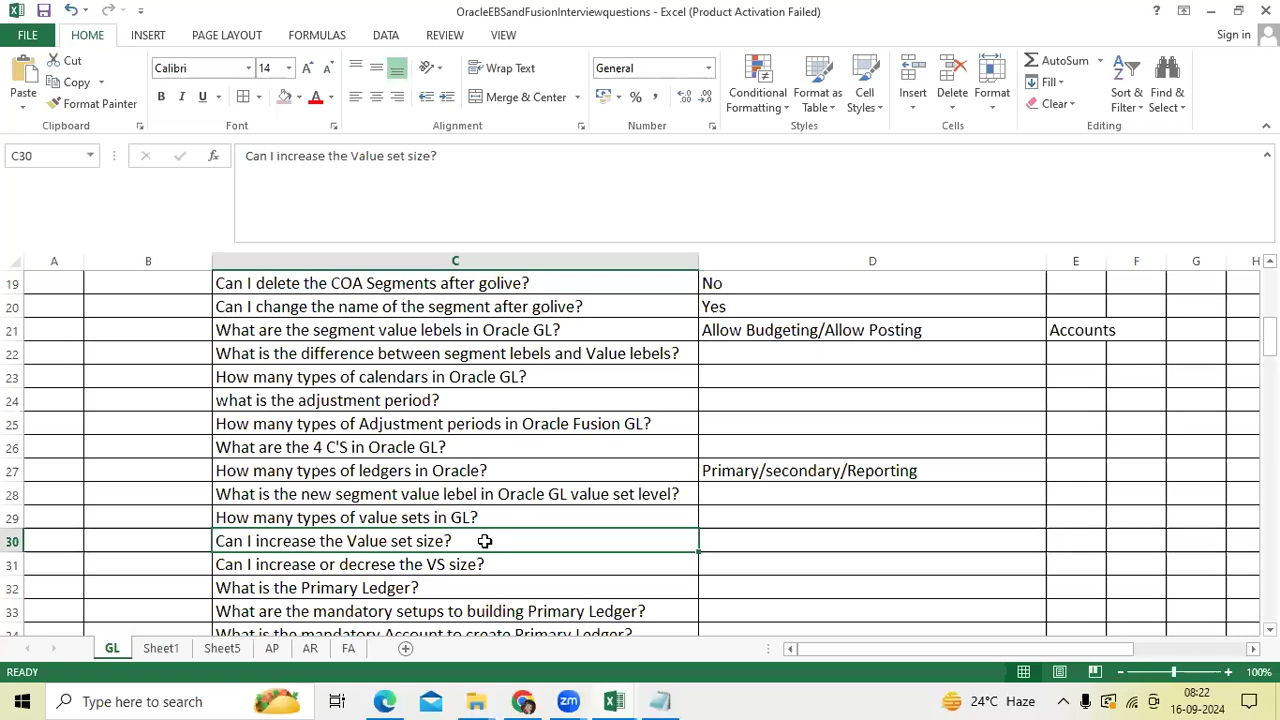 OracleEBSandFusionInterviewquestions - Excel (Product Activation Failed)
FILE HOME INSERT PAGE LAYOUT FORMULAS DATA REVIEW VIEW Sign in
Paste Cut Copy Format Painter Clipboard
Calibri 14 B I U A Font
Wrap Text Merge & Center Alignment
General % , Number
Conditional Formatting Format as Table Cell Styles Styles
Insert Delete Format Cells
AutoSum Fill Clear Sort & Filter Find & Select Editing
C30 fx Can I increase the Value set size?
A B C D E F G H
19 Can I delete the COA Segments after golive? No
20 Can I change the name of the segment after golive? Yes
21 What are the segment value lebels in Oracle GL? Allow Budgeting/Allow Posting Accounts
22 What is the difference between segment lebels and Value lebels?
23 How many types of calendars in Oracle GL?
24 what is the adjustment period?
25 How many types of Adjustment periods in Oracle Fusion GL?
26 What are the 4 C'S in Oracle GL?
27 How many types of ledgers in Oracle? Primary/secondary/Reporting
28 What is the new segment value lebel in Oracle GL value set level?
29 How many types of value sets in GL?
30 Can I increase the Value set size?
31 Can I increase or decrese the VS size?
32 What is the Primary Ledger?
33 What are the mandatory setups to building Primary Ledger?
What is the mandatory Account to create Primary Ledger?
GL Sheet1 Sheet5 AP AR FA
READY 100%
Type here to search 24°C Haze 08:22
16-09-2024